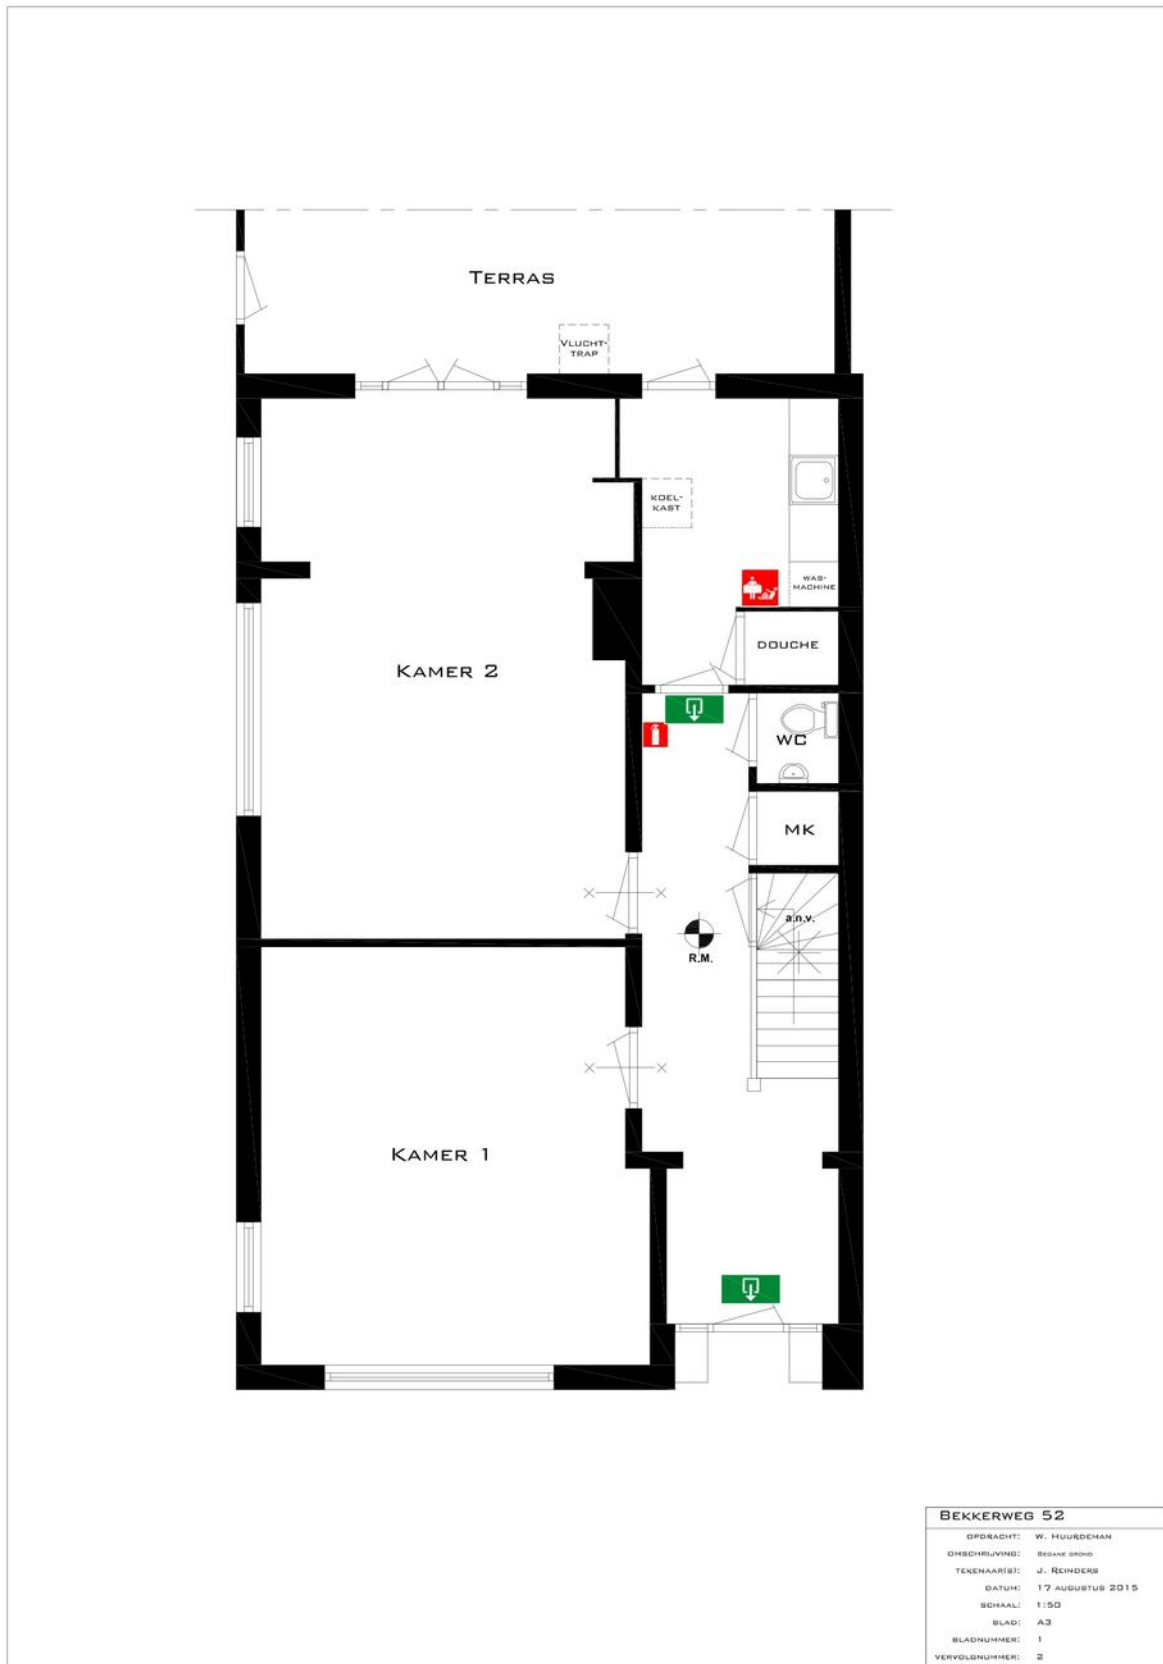 TERRAS
VLUCHT-
TRAP
KOEL-
KAST
WAS-
MACHINE
DOUCHE
KAMER 2
WC
MK
a.n.v.
R.M.
KAMER 1
BEKKERWEG 52
OPDRACHT: W. HUURDEMAN
OMSCHRIJVING: BEGANE GROND
TEKENAAR(S): J. REINDERS
DATUM: 17 AUGUSTUS 2015
SCHAAL: 1:50
BLAD: A3
BLADNUMMER: 1
VERVOLGNUMMER: 2